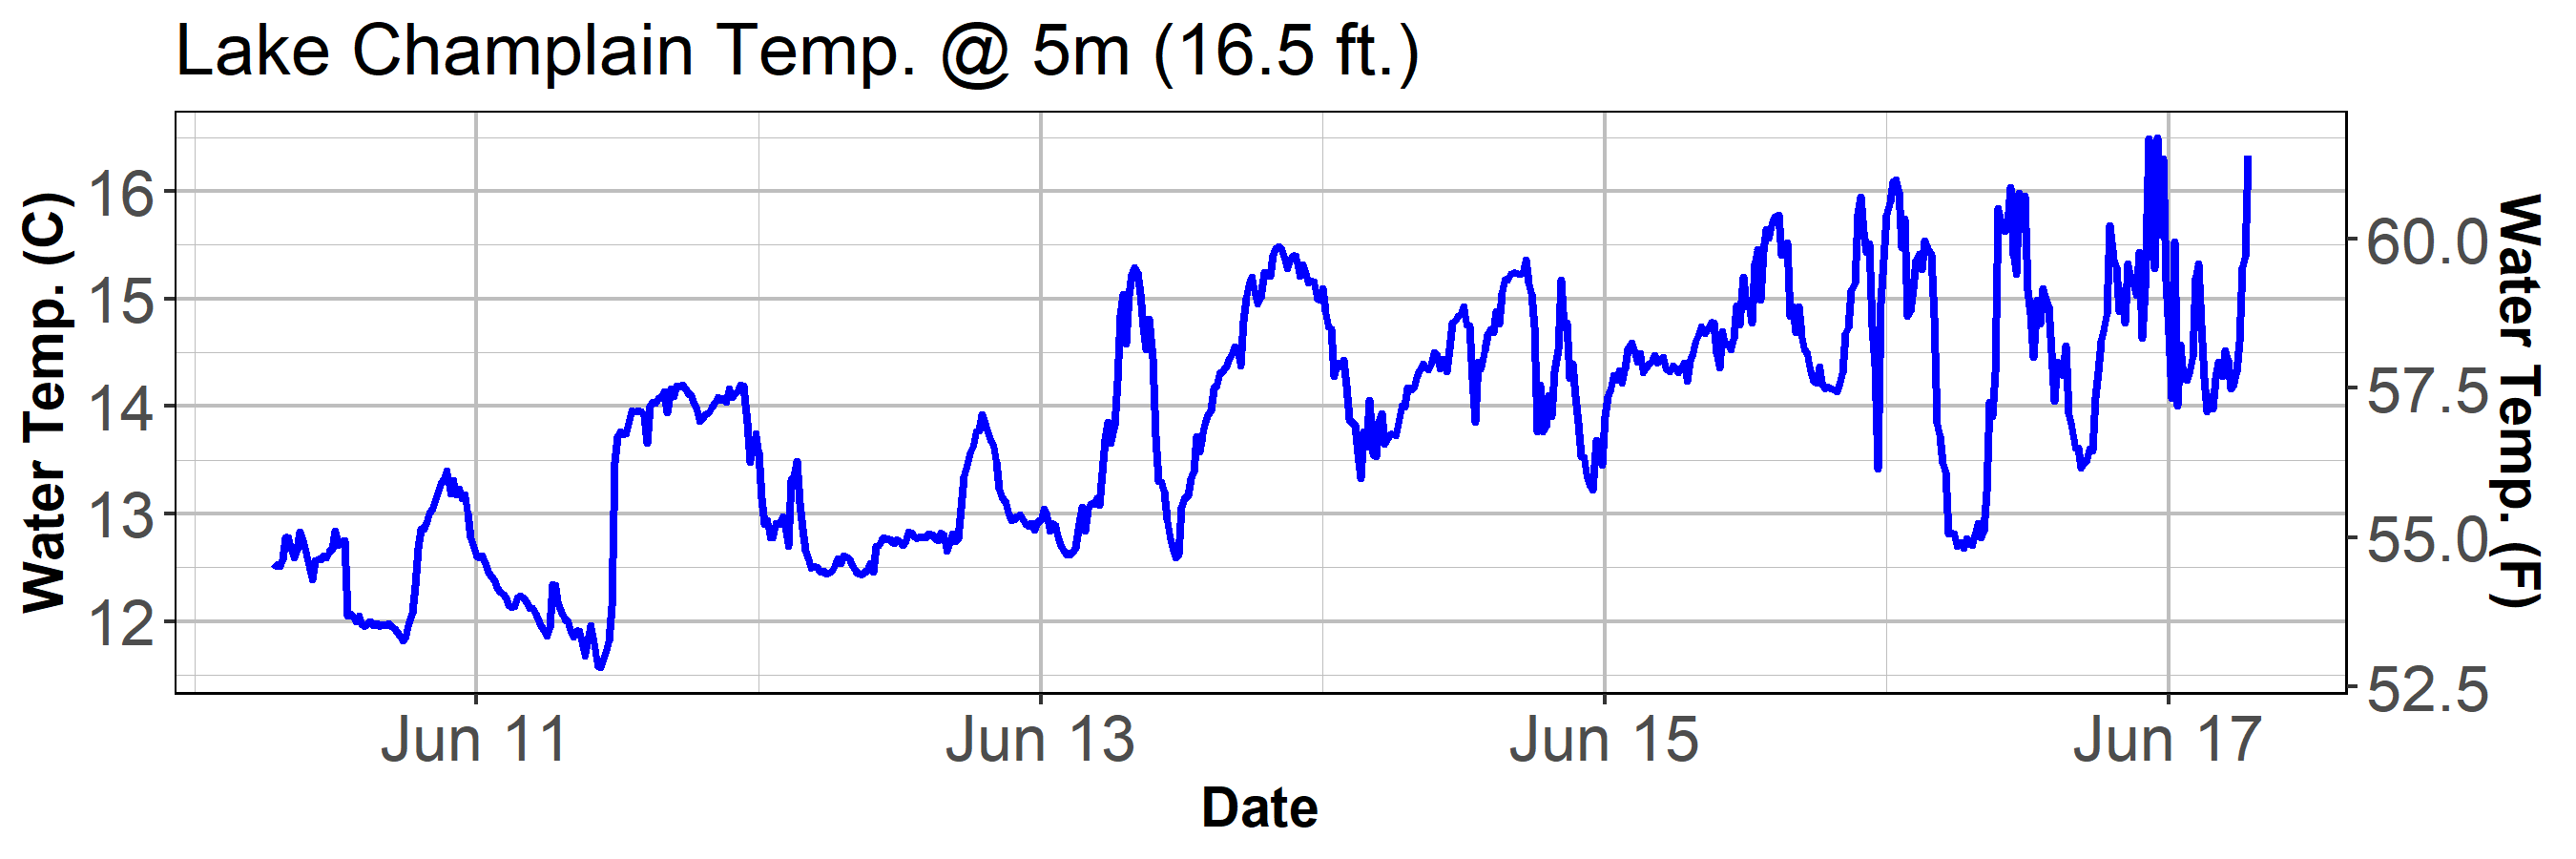 Lake Champlain Temp. @ 5m (16.5 ft.)
Water Temp. (C)
16
15
14
13
12
60.0
57.5
55.0
52.5
Water Temp. (F)
Jun 11
Jun 13
Jun 15
Jun 17
Date